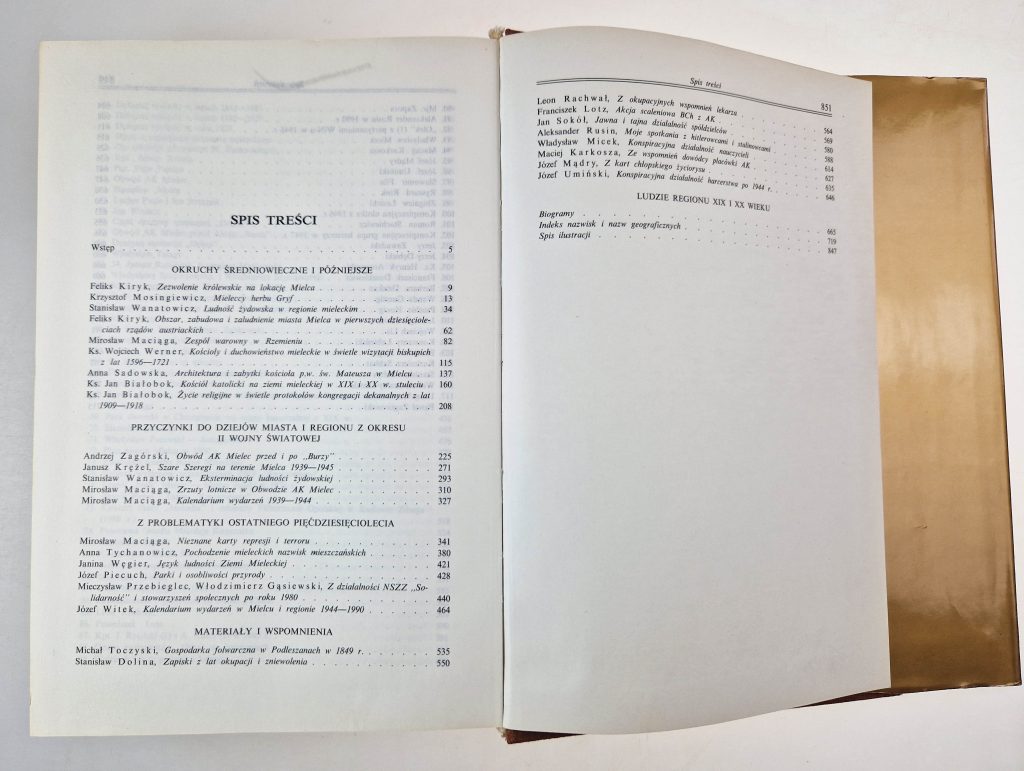 SPIS TREŚCI
Wstęp . . . 5
OKRUCHY ŚREDNIOWIECZNE I PÓŹNIEJSZE
Feliks Kiryk, Zezwolenie królewskie na lokację Mielca . . . 9
Krzysztof Mosingiewicz, Mieleccy herbu Gryf . . . 13
Stanisław Wanatowicz, Ludność żydowska w regionie mieleckim . . . 34
Feliks Kiryk, Obszar, zabudowa i zaludnienie miasta Mielca w pierwszych dziesięciole-
ciach rządów austriackich . . . 62
Mirosław Maciąga, Zespół warowny w Rzemieniu . . . 82
Ks. Wojciech Werner, Kościoły i duchowieństwo mieleckie w świetle wizytacji biskupich
z lat 1596—1721 . . . 115
Anna Sadowska, Architektura i zabytki kościoła p.w. św. Mateusza w Mielcu . . . 137
Ks. Jan Białobok, Kościół katolicki na ziemi mieleckiej w XIX i XX w. stuleciu . . . 160
Ks. Jan Białobok, Życie religijne w świetle protokołów kongregacji dekanalnych z lat
1909—1918 . . . 208
PRZYCZYNKI DO DZIEJÓW MIASTA I REGIONU Z OKRESU
II WOJNY ŚWIATOWEJ
Andrzej Zagórski, Obwód AK Mielec przed i po „Burzy” . . . 225
Janusz Krężel, Szare Szeregi na terenie Mielca 1939—1945 . . . 271
Stanisław Wanatowicz, Eksterminacja ludności żydowskiej . . . 293
Mirosław Maciąga, Zrzuty lotnicze w Obwodzie AK Mielec . . . 310
Mirosław Maciąga, Kalendarium wydarzeń 1939—1944 . . . 327
Z PROBLEMATYKI OSTATNIEGO PIĘĆDZIESIĘCIOLECIA
Mirosław Maciąga, Nieznane karty represji i terroru . . . 341
Anna Tychanowicz, Pochodzenie mieleckich nazwisk mieszczańskich . . . 380
Janina Węgier, Język ludności Ziemi Mieleckiej . . . 421
Józef Piecuch, Parki i osobliwości przyrody . . . 428
Mieczysław Przebieglec, Włodzimierz Gąsiewski, Z działalności NSZZ „So-
lidarność” i stowarzyszeń społecznych po roku 1980 . . . 440
Józef Witek, Kalendarium wydarzeń w Mielcu i regionie 1944—1990 . . . 464
MATERIAŁY I WSPOMNIENIA
Michał Toczyski, Gospodarka folwarczna w Podleszanach w 1849 r. . . . 535
Stanisław Dolina, Zapiski z lat okupacji i zniewolenia . . . 550
Spis treści 851
Leon Rachwał, Z okupacyjnych wspomnień lekarza . . . 564
Franciszek Lotz, Akcja scaleniowa BCh z AK . . . 569
Jan Sokół, Jawna i tajna działalność spółdzielców . . . 580
Aleksander Rusin, Moje spotkania z hitlerowcami i stalinowcami . . . 588
Władysław Micek, Konspiracyjna działalność nauczycieli . . . 614
Maciej Karkosza, Ze wspomnień dowódcy placówki AK . . . 627
Józef Mądry, Z kart chłopskiego życiorysu . . . 635
Józef Umiński, Konspiracyjna działalność harcerstwa po 1944 r. . . . 646
LUDZIE REGIONU XIX I XX WIEKU
Biogramy . . . 665
Indeks nazwisk i nazw geograficznych . . . 719
Spis ilustracji . . . 847